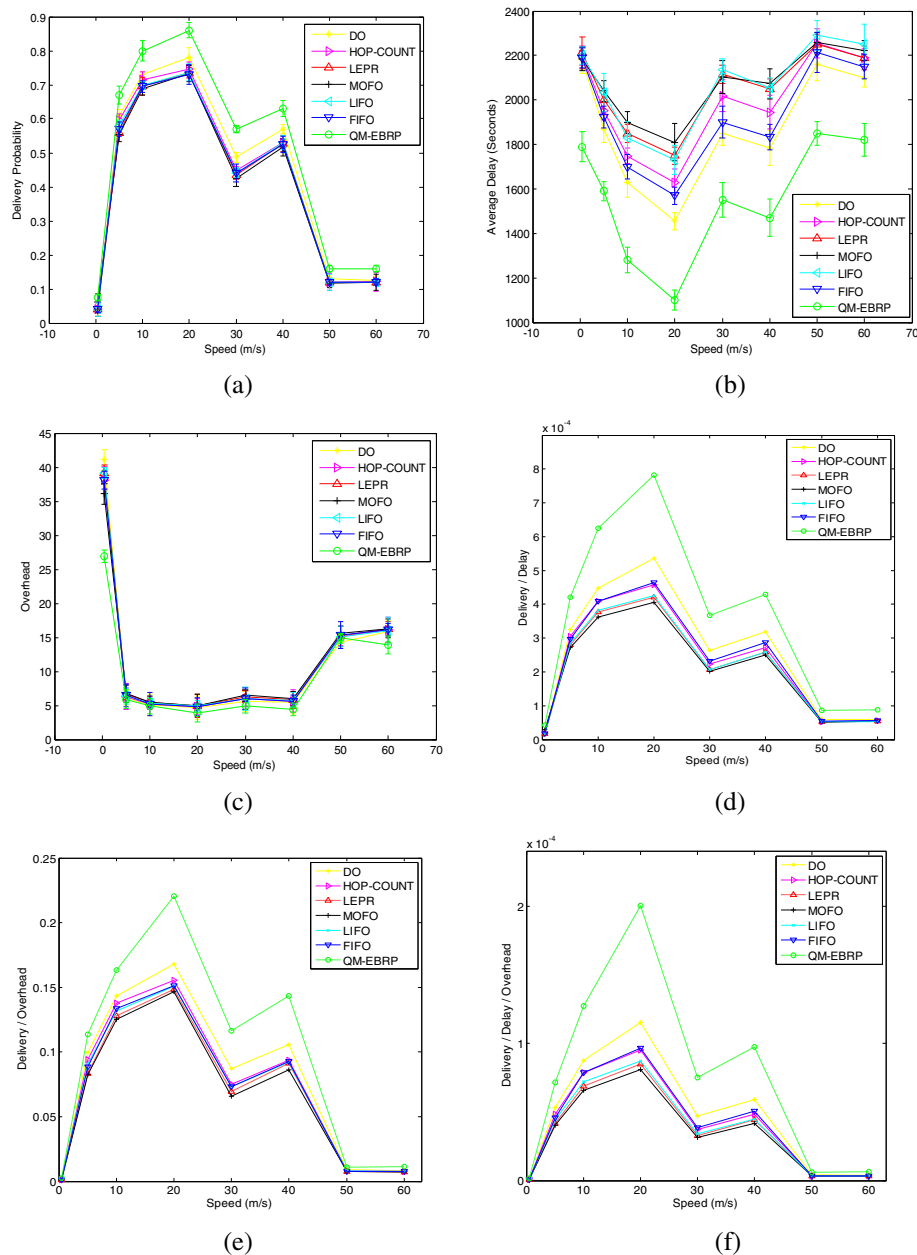 0.9
0.8
0.7
0.6
0.5
0.4
0.3
0.2
0.1
0
Delivery Probability
DO
HOP-COUNT
LEPR
MOFO
LIFO
FIFO
QM-EBRP
-10 0 10 20 30 40 50 60 70
Speed (m/s)
(a)
2400
2200
2000
1800
1600
1400
1200
1000
Average Delay (Seconds)
DO
HOP-COUNT
LEPR
MOFO
LIFO
FIFO
QM-EBRP
-10 0 10 20 30 40 50 60 70
Speed (m/s)
(b)
45
40
35
30
25
20
15
10
5
0
Overhead
DO
HOP-COUNT
LEPR
MOFO
LIFO
FIFO
QM-EBRP
-10 0 10 20 30 40 50 60 70
Speed (m/s)
(c)
x 10-4
8
7
6
5
4
3
2
1
0
Delivery / Delay
DO
HOP-COUNT
LEPR
MOFO
LIFO
FIFO
QM-EBRP
0 10 20 30 40 50 60
Speed (m/s)
(d)
0.25
0.2
0.15
0.1
0.05
0
Delivery / Overhead
DO
HOP-COUNT
LEPR
MOFO
LIFO
FIFO
QM-EBRP
0 10 20 30 40 50 60
Speed (m/s)
(e)
x 10-4
2
1
0
Delivery / Delay / Overhead
DO
HOP-COUNT
LEPR
MOFO
LIFO
FIFO
QM-EBRP
0 10 20 30 40 50 60
Speed (m/s)
(f)